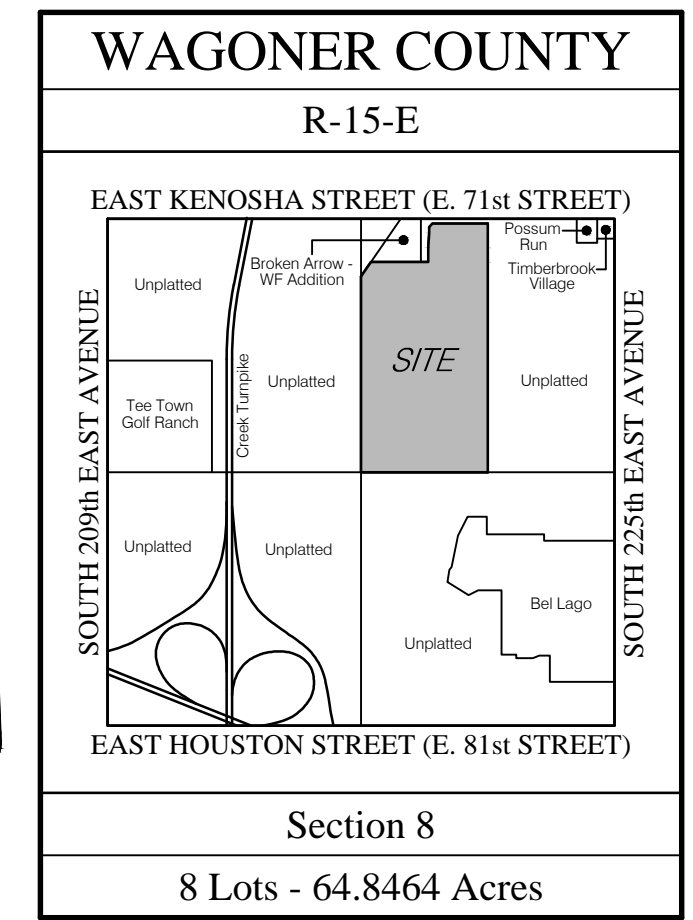 WAGONER COUNTY
R-15-E
EAST KENOSHA STREET (E. 71st STREET)
Possum
Run
Broken Arrow -
WF Addition
Timberbrook
Village
Unplatted
SITE
Unplatted
Unplatted
Creek Turnpike
Tee Town
Golf Ranch
SOUTH 209th EAST AVENUE
SOUTH 225th EAST AVENUE
Unplatted
Unplatted
Bel Lago
Unplatted
EAST HOUSTON STREET (E. 81st STREET)
Section 8
8 Lots - 64.8464 Acres